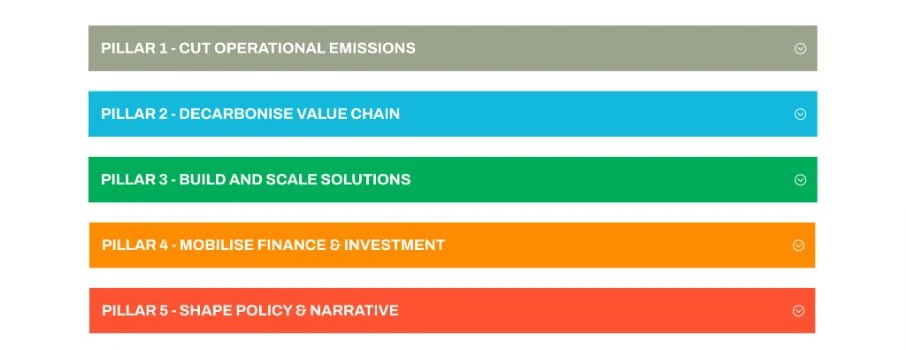 PILLAR 1 - CUT OPERATIONAL EMISSIONS
PILLAR 2 - DECARBONISE VALUE CHAIN
PILLAR 3 - BUILD AND SCALE SOLUTIONS
PILLAR 4 - MOBILISE FINANCE & INVESTMENT
PILLAR 5 - SHAPE POLICY & NARRATIVE